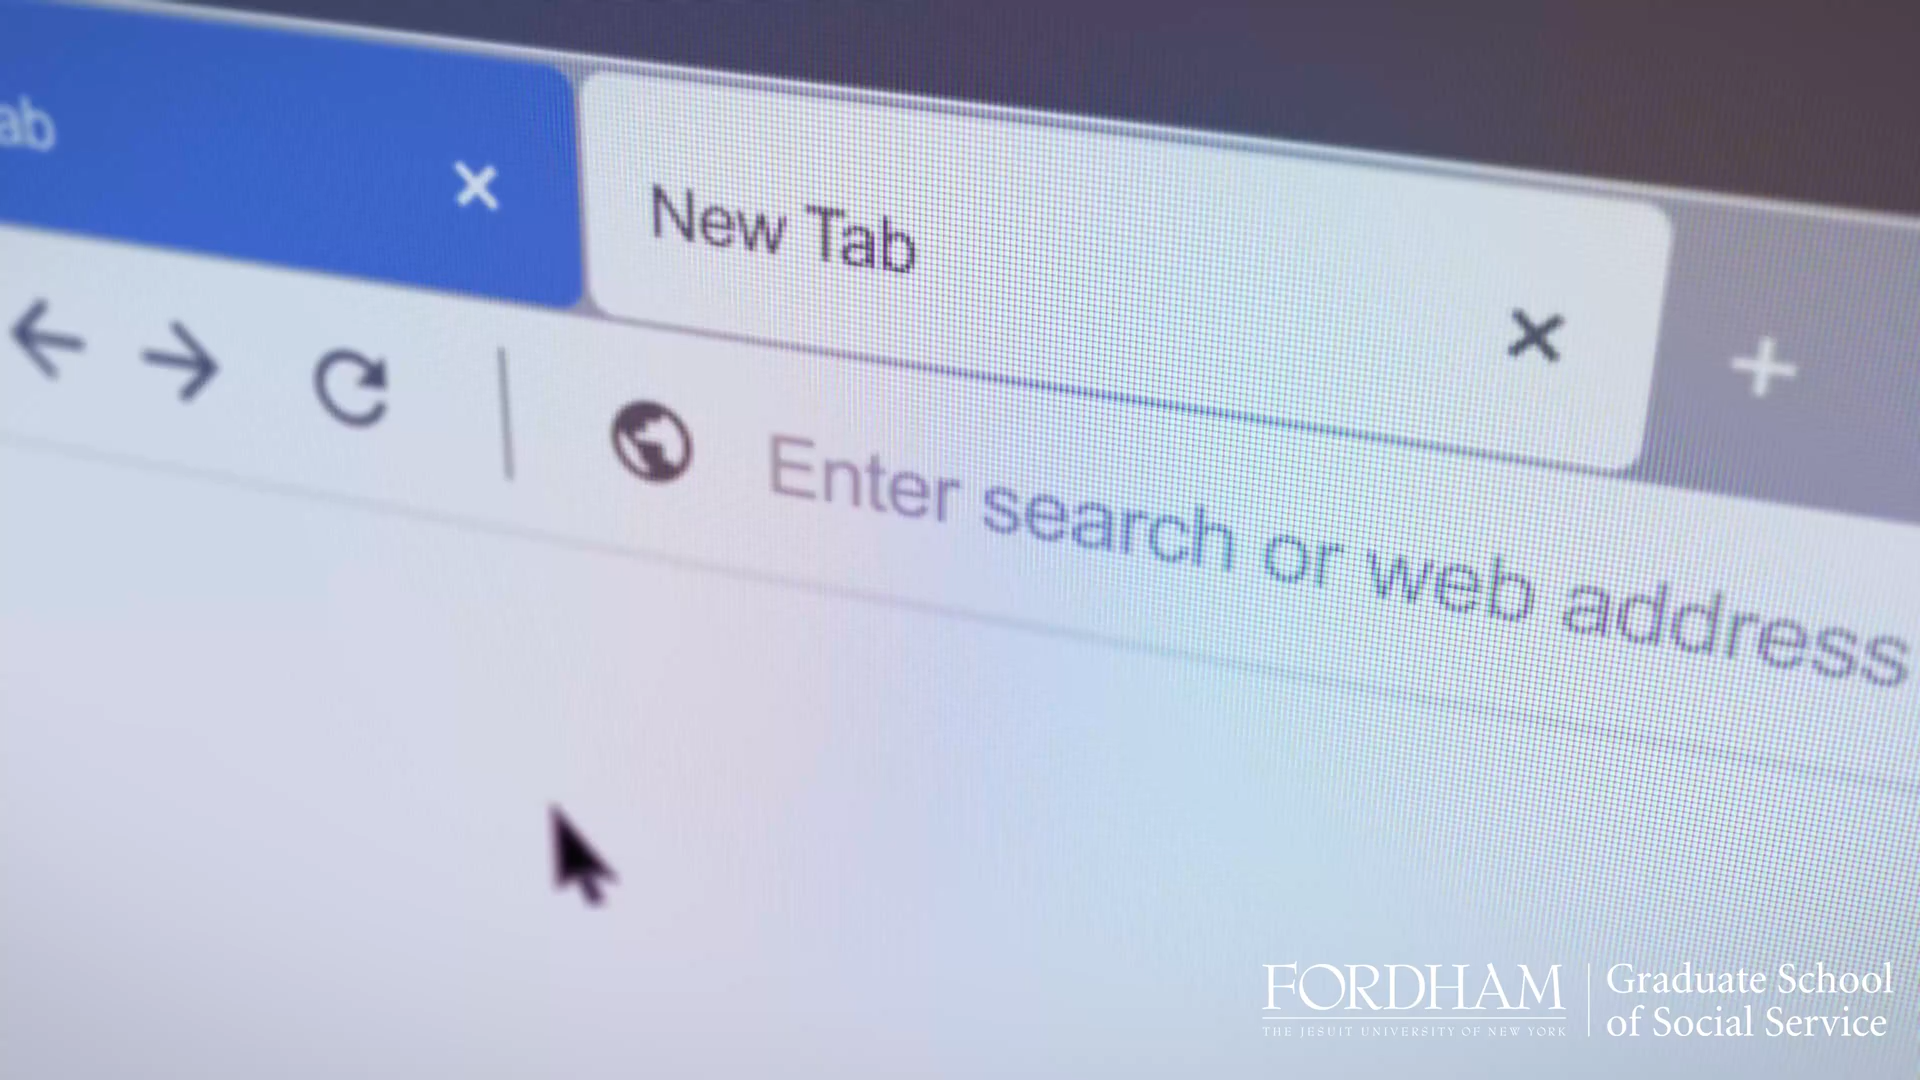 ab
New Tab
Enter search or web address
FORDHAM
THE JESUIT UNIVERSITY OF NEW YORK
Graduate School
of Social Service